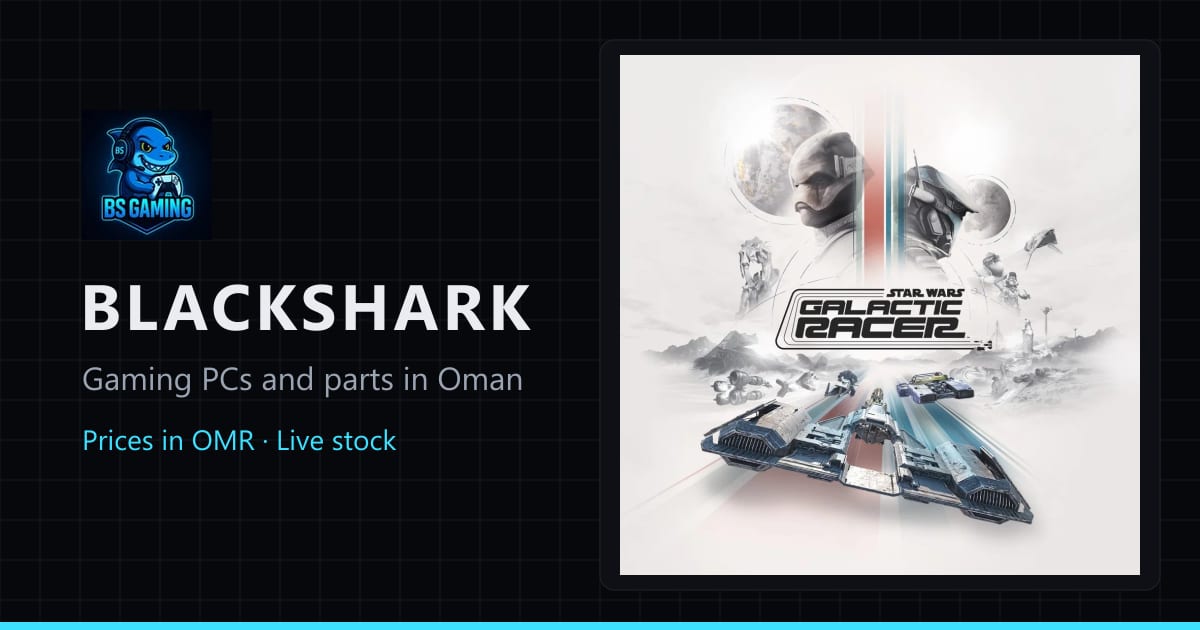 BS
BS GAMING
BLACKSHARK
Gaming PCs and parts in Oman
Prices in OMR · Live stock
STAR WARS
GALACTIC
RACER